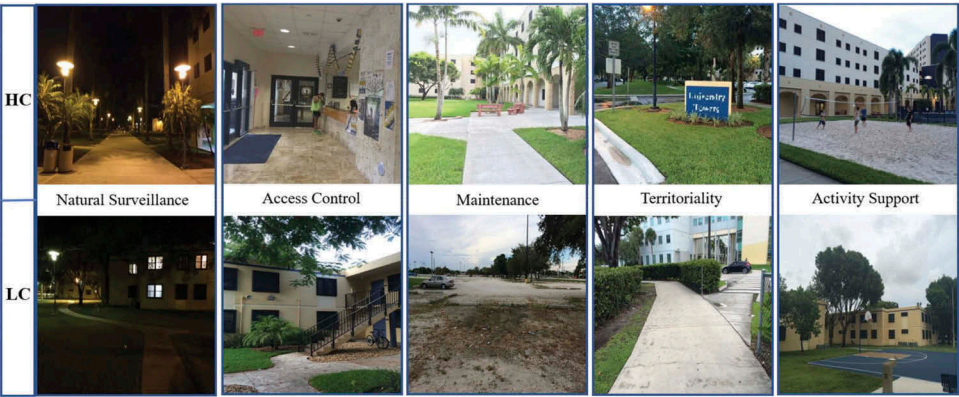 HC
University
Towers
Natural Surveillance
Access Control
Maintenance
Territoriality
Activity Support
LC